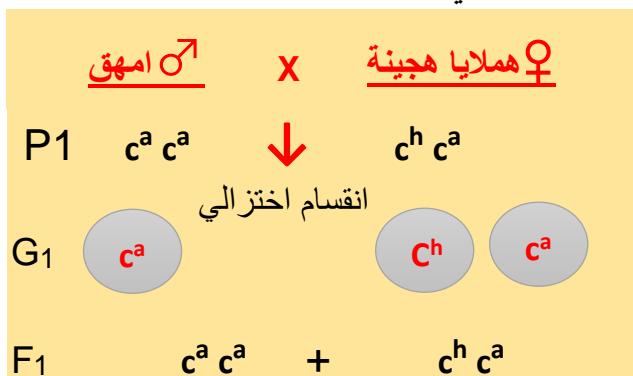 ♀ هملايا هجينة x ♂ امهق
P1 cᵃ cᵃ cʰ cᵃ
انقسام اختزالي
G1 cᵃ Cʰ cᵃ
F1 cᵃ cᵃ + cʰ cᵃ